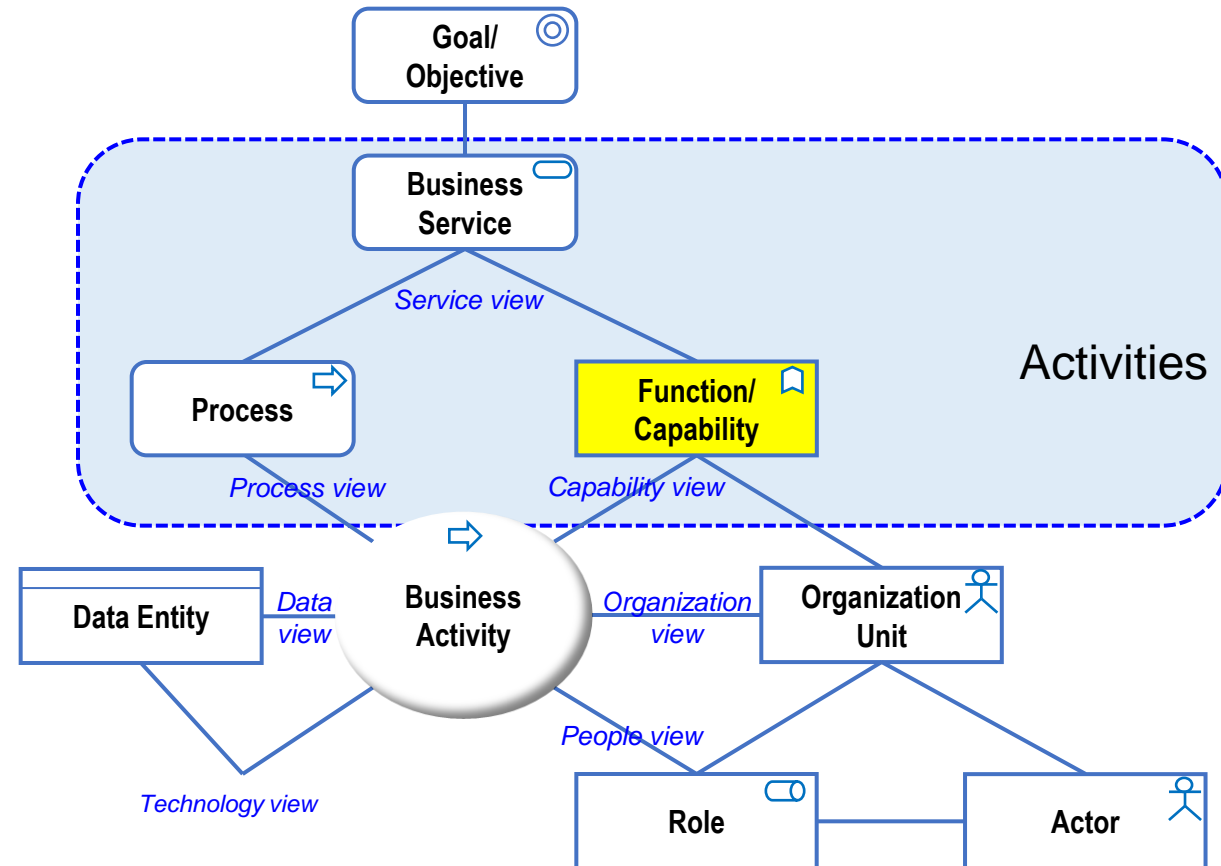 Goal/
Objective
Business
Service
Service view
Activities
Process
Function/
Capability
Process view
Capability view
Data Entity
Data
view
Business
Activity
Organization
view
Organization
Unit
People view
Technology view
Role
Actor